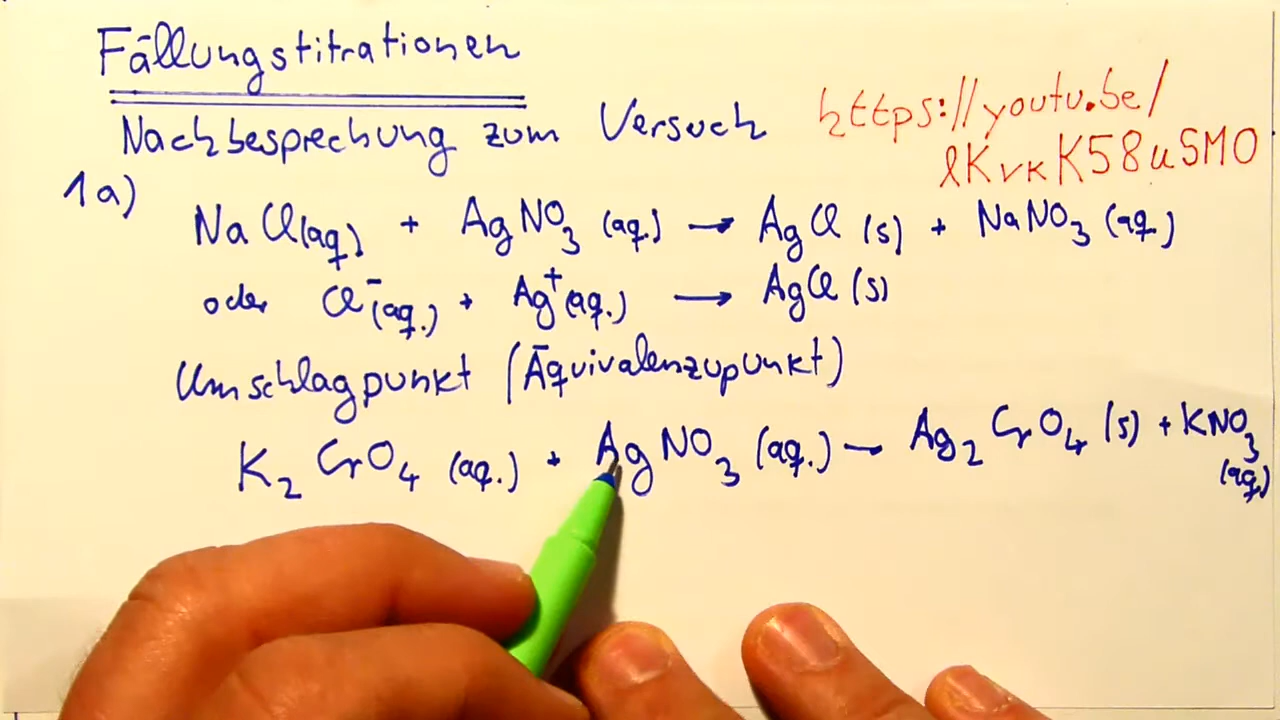 Fällungstitrationen
Nachbesprechung zum Versuch
https://youtu.be/
lKvkK58uSMO
1a)
NaCl(aq) + AgNO₃ (aq.) → AgCl (s) + NaNO₃ (aq.)
oder Cl⁻(aq.) + Ag⁺(aq.) → AgCl (s)
Umschlagpunkt (Äquivalenzupunkt)
K₂CrO₄ (aq.) + AgNO₃ (aq.) → Ag₂CrO₄ (s) + KNO₃
(aq)